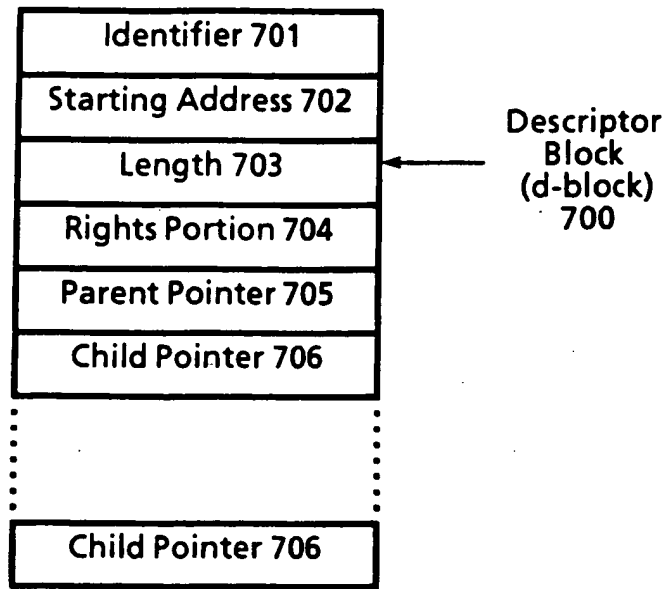 Identifier 701
Starting Address 702
Length 703
Rights Portion 704
Parent Pointer 705
Child Pointer 706
Child Pointer 706
Descriptor
Block
(d-block)
700